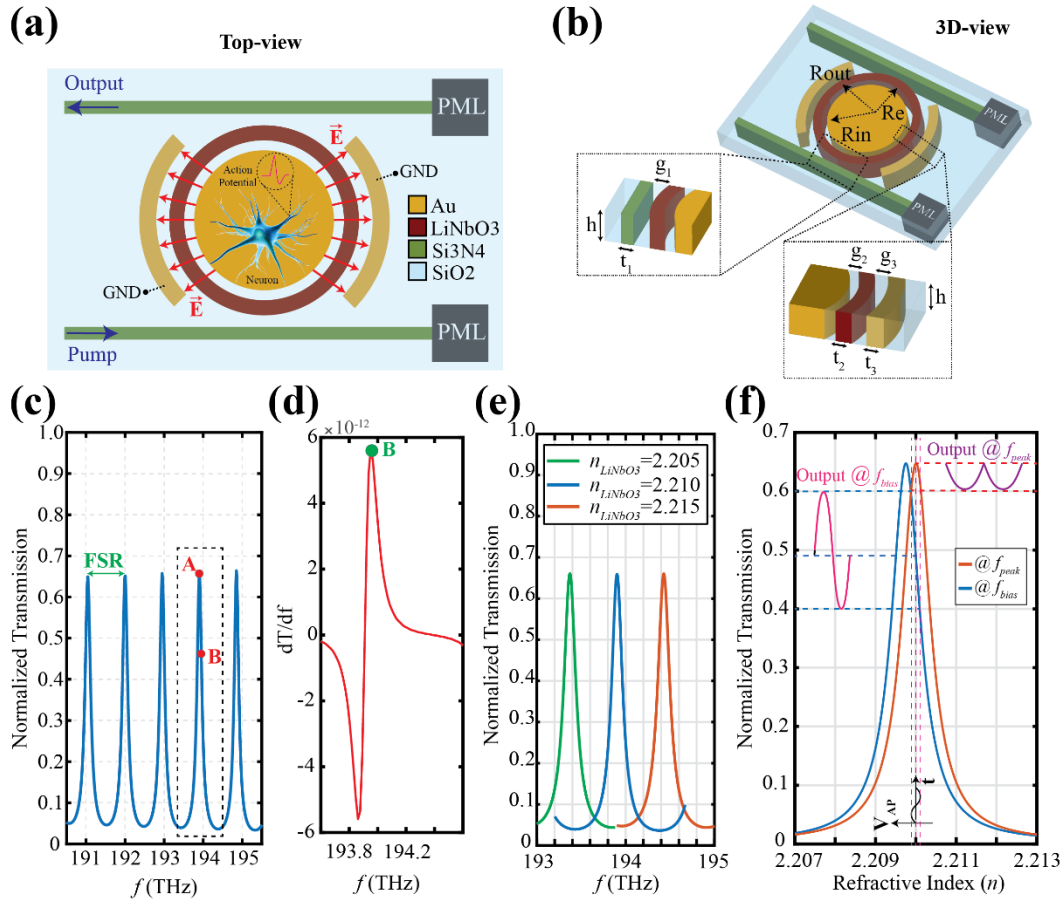 (a)
Top-view
Output
PML
E
Action
Potential
GND
Au
LiNbO3
Si3N4
SiO2
Neuron
GND
E
Pump
PML
(b)
3D-view
Rout
Re
Rin
PML
PML
g1
h
t1
g2
g3
h
t2
t3
(c)
Normalized Transmission
1.0
0.9
0.8
0.7
0.6
0.5
0.4
0.3
0.2
0.1
0
FSR
A
B
191
192
193
194
195
f (THz)
(d)
×10^-12
dT/df
6
4
2
0
-2
-4
-6
B
193.8
194.2
f (THz)
(e)
Normalized Transmission
1.0
0.9
0.8
0.7
0.6
0.5
0.4
0.3
0.2
0.1
0
nLiNbO3=2.205
nLiNbO3=2.210
nLiNbO3=2.215
193
194
195
f (THz)
(f)
Normalized Transmission
0.7
0.6
0.5
0.4
0.3
0.2
0.1
0
Output @ fbias
Output @ fpeak
@ fpeak
@ fbias
VAP
t
2.207
2.209
2.211
2.213
Refractive Index (n)